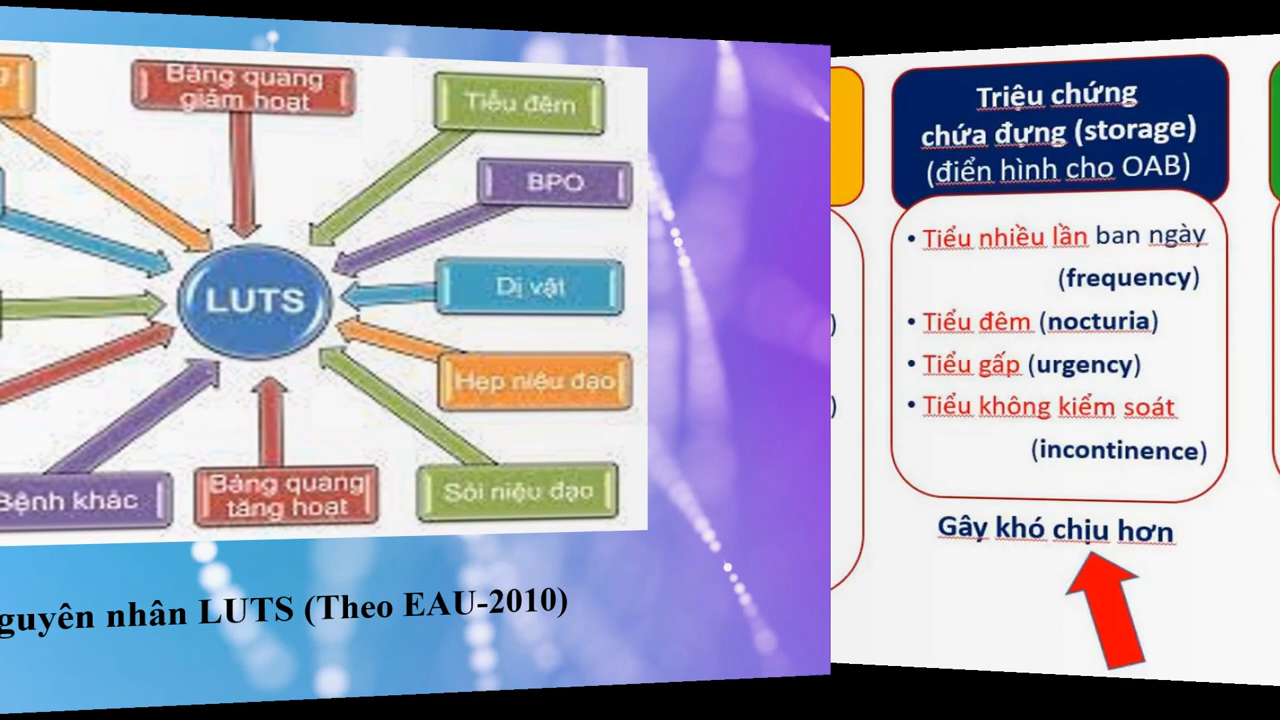 Bàng quang
giảm hoạt
Tiểu đêm
BPO
Dị vật
LUTS
Hẹp niệu đạo
Sỏi niệu đạo
Bàng quang
tăng hoạt
Bệnh khác
guyên nhân LUTS (Theo EAU-2010)
Triệu chứng
chứa đựng (storage)
(điển hình cho OAB)
• Tiểu nhiều lần ban ngày
(frequency)
• Tiểu đêm (nocturia)
• Tiểu gấp (urgency)
• Tiểu không kiểm soát
(incontinence)
Gây khó chịu hơn